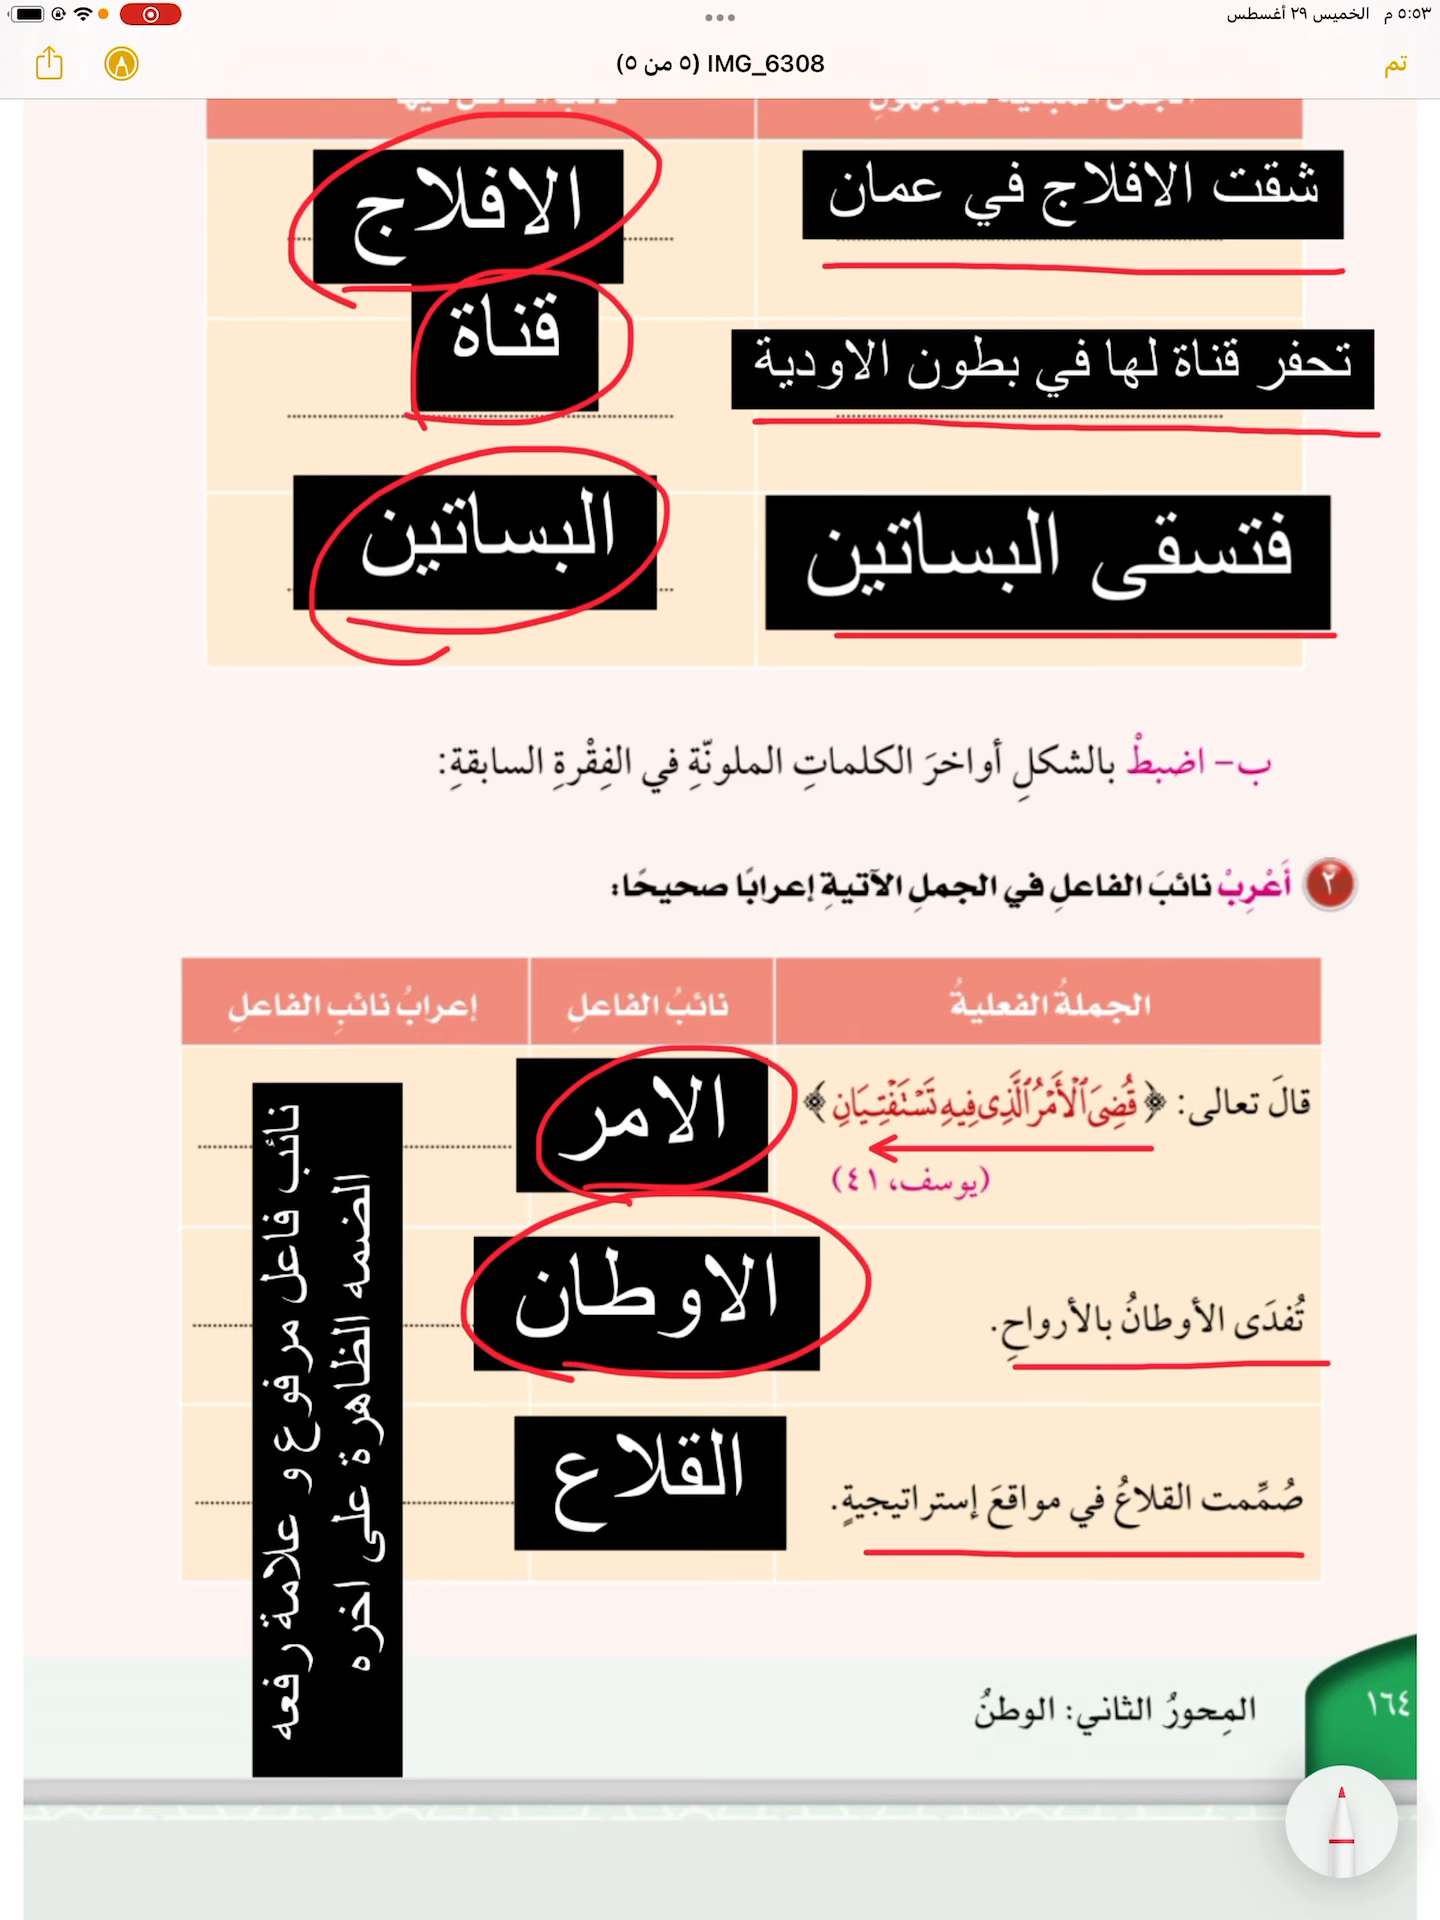 ٥:٥٣ م الخميس ٢٩ أغسطس
تم
IMG_6308 (٥ من ٥)
شقت الافلاج في عمان
الافلاج
تحفر قناة لها في بطون الاودية
قناة
فتسقى البساتين
البساتين
ب- اضبطْ بالشكلِ أواخرَ الكلماتِ الملونّةِ في الفِقْرةِ السابقةِ:
٢ أَعْرِبْ نائبَ الفاعلِ في الجملِ الآتيةِ إعرابًا صحيحًا:
الجملةُ الفعليةُ
نائبُ الفاعلِ
إعرابُ نائبِ الفاعلِ
قالَ تعالى: ﴿قُضِيَ ٱلْأَمْرُ ٱلَّذِى فِيهِ تَسْتَفْتِيَانِ﴾
(يوسف، ٤١)
الامر
تُفدَى الأوطانُ بالأرواحِ.
الاوطان
صُمِّمت القلاعُ في مواقعَ إستراتيجيةٍ.
القلاع
نائب فاعل مرفوع و علامة رفعه
الضمه الظاهرة على اخره
١٦٤
المِحورُ الثاني: الوطنُ